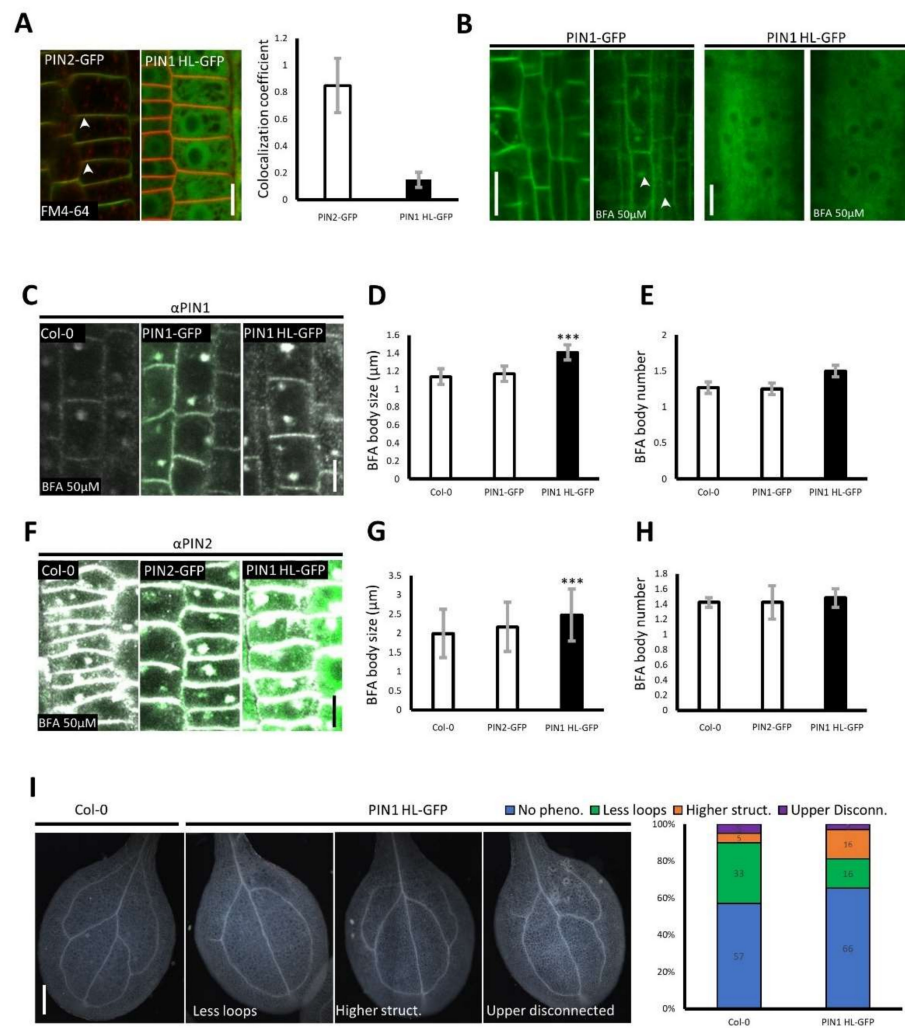 A
PIN2-GFP
PIN1 HL-GFP
FM4-64
Colocalization coefficient
1.2
1
0.8
0.6
0.4
0.2
0
PIN2-GFP
PIN1 HL-GFP
B
PIN1-GFP
PIN1 HL-GFP
BFA 50μM
BFA 50μM
C
αPIN1
Col-0
PIN1-GFP
PIN1 HL-GFP
BFA 50μM
D
BFA body size (μm)
1.6
1.4
1.2
1
0.8
0.6
0.4
0.2
0
***
Col-0
PIN1-GFP
PIN1 HL-GFP
E
BFA body number
2
1.5
1
0.5
0
Col-0
PIN1-GFP
PIN1 HL-GFP
F
αPIN2
Col-0
PIN2-GFP
PIN1 HL-GFP
BFA 50μM
G
BFA body size (μm)
3.5
3
2.5
2
1.5
1
0.5
0
***
Col-0
PIN2-GFP
PIN1 HL-GFP
H
BFA body number
1.8
1.6
1.4
1.2
1
0.8
0.6
0.4
0.2
0
Col-0
PIN2-GFP
PIN1 HL-GFP
I
Col-0
PIN1 HL-GFP
Less loops
Higher struct.
Upper disconnected
No pheno. Less loops Higher struct. Upper Disconn.
100%
80%
60%
40%
20%
0%
5
33
57
16
16
66
Col-0
PIN1 HL-GFP